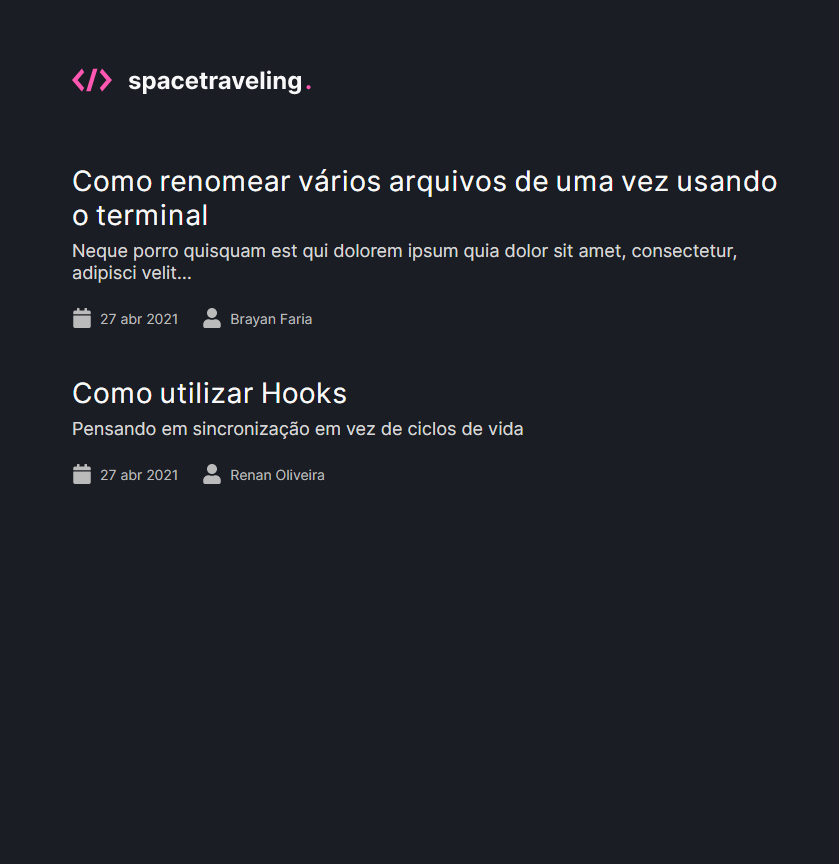 </> spacetraveling.
Como renomear vários arquivos de uma vez usando
o terminal
Neque porro quisquam est qui dolorem ipsum quia dolor sit amet, consectetur,
adipisci velit...
27 abr 2021 Brayan Faria
Como utilizar Hooks
Pensando em sincronização em vez de ciclos de vida
27 abr 2021 Renan Oliveira